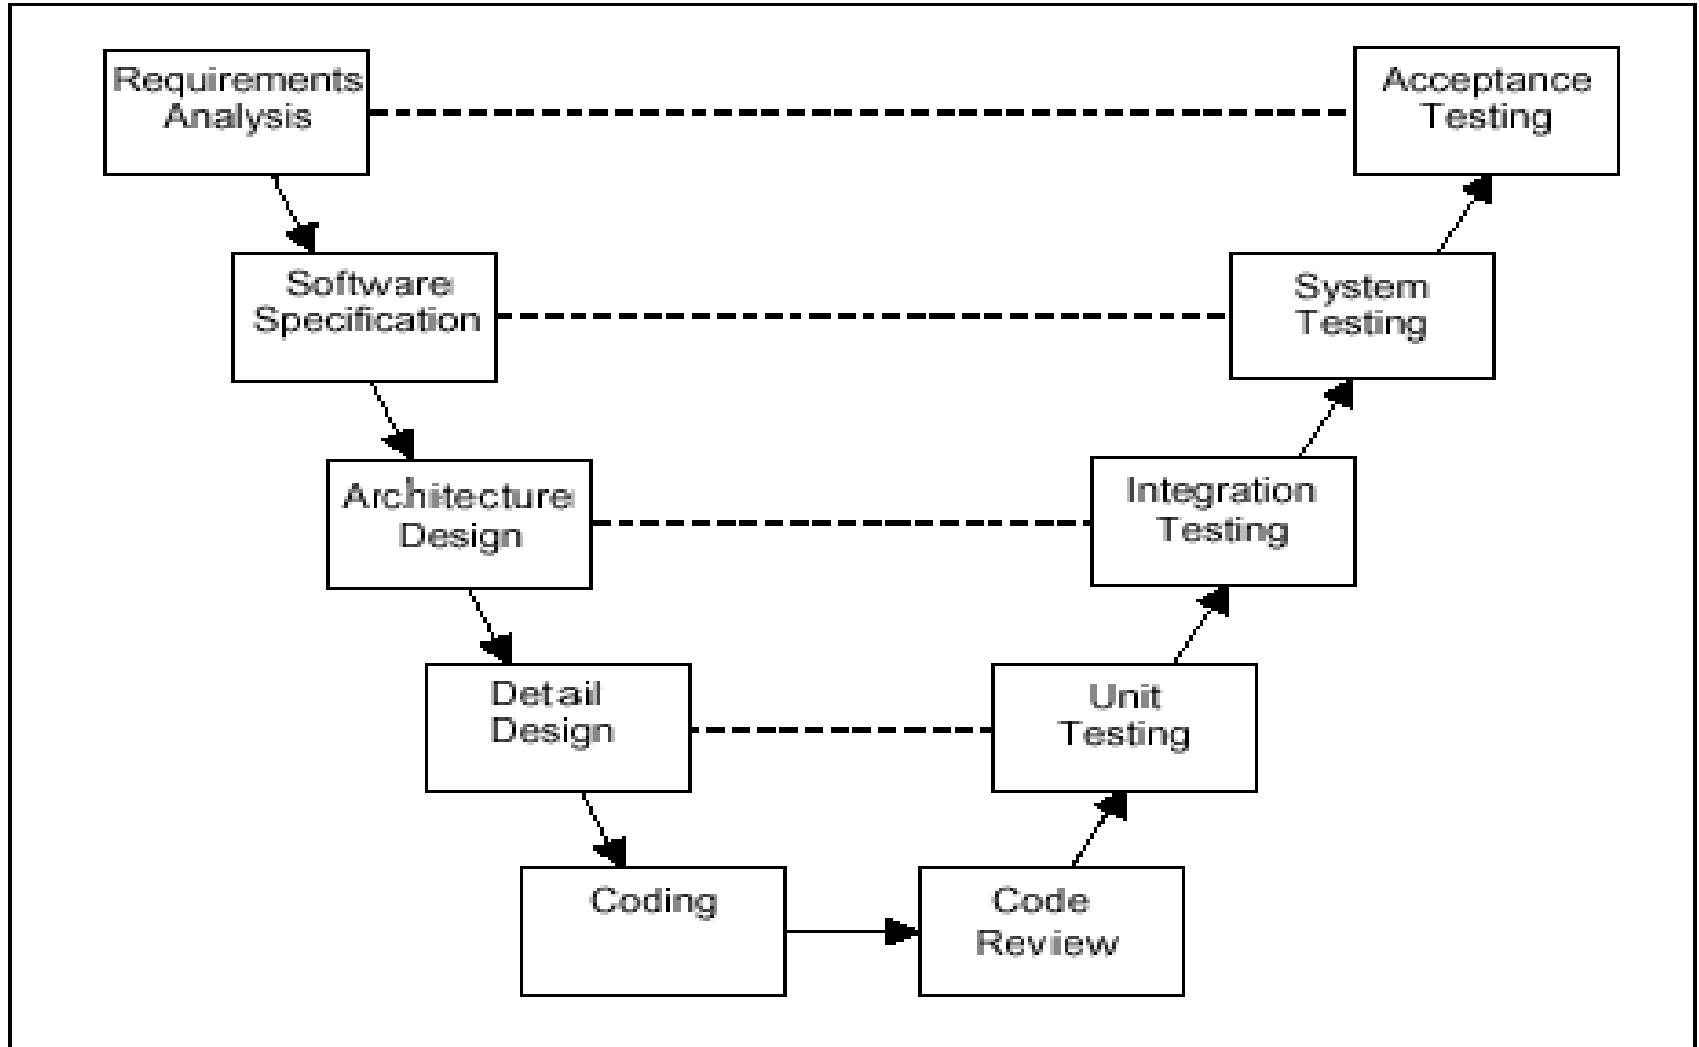 Requirements
Analysis
Acceptance
Testing
Software
Specification
System
Testing
Architecture
Design
Integration
Testing
Detail
Design
Unit
Testing
Coding
Code
Review